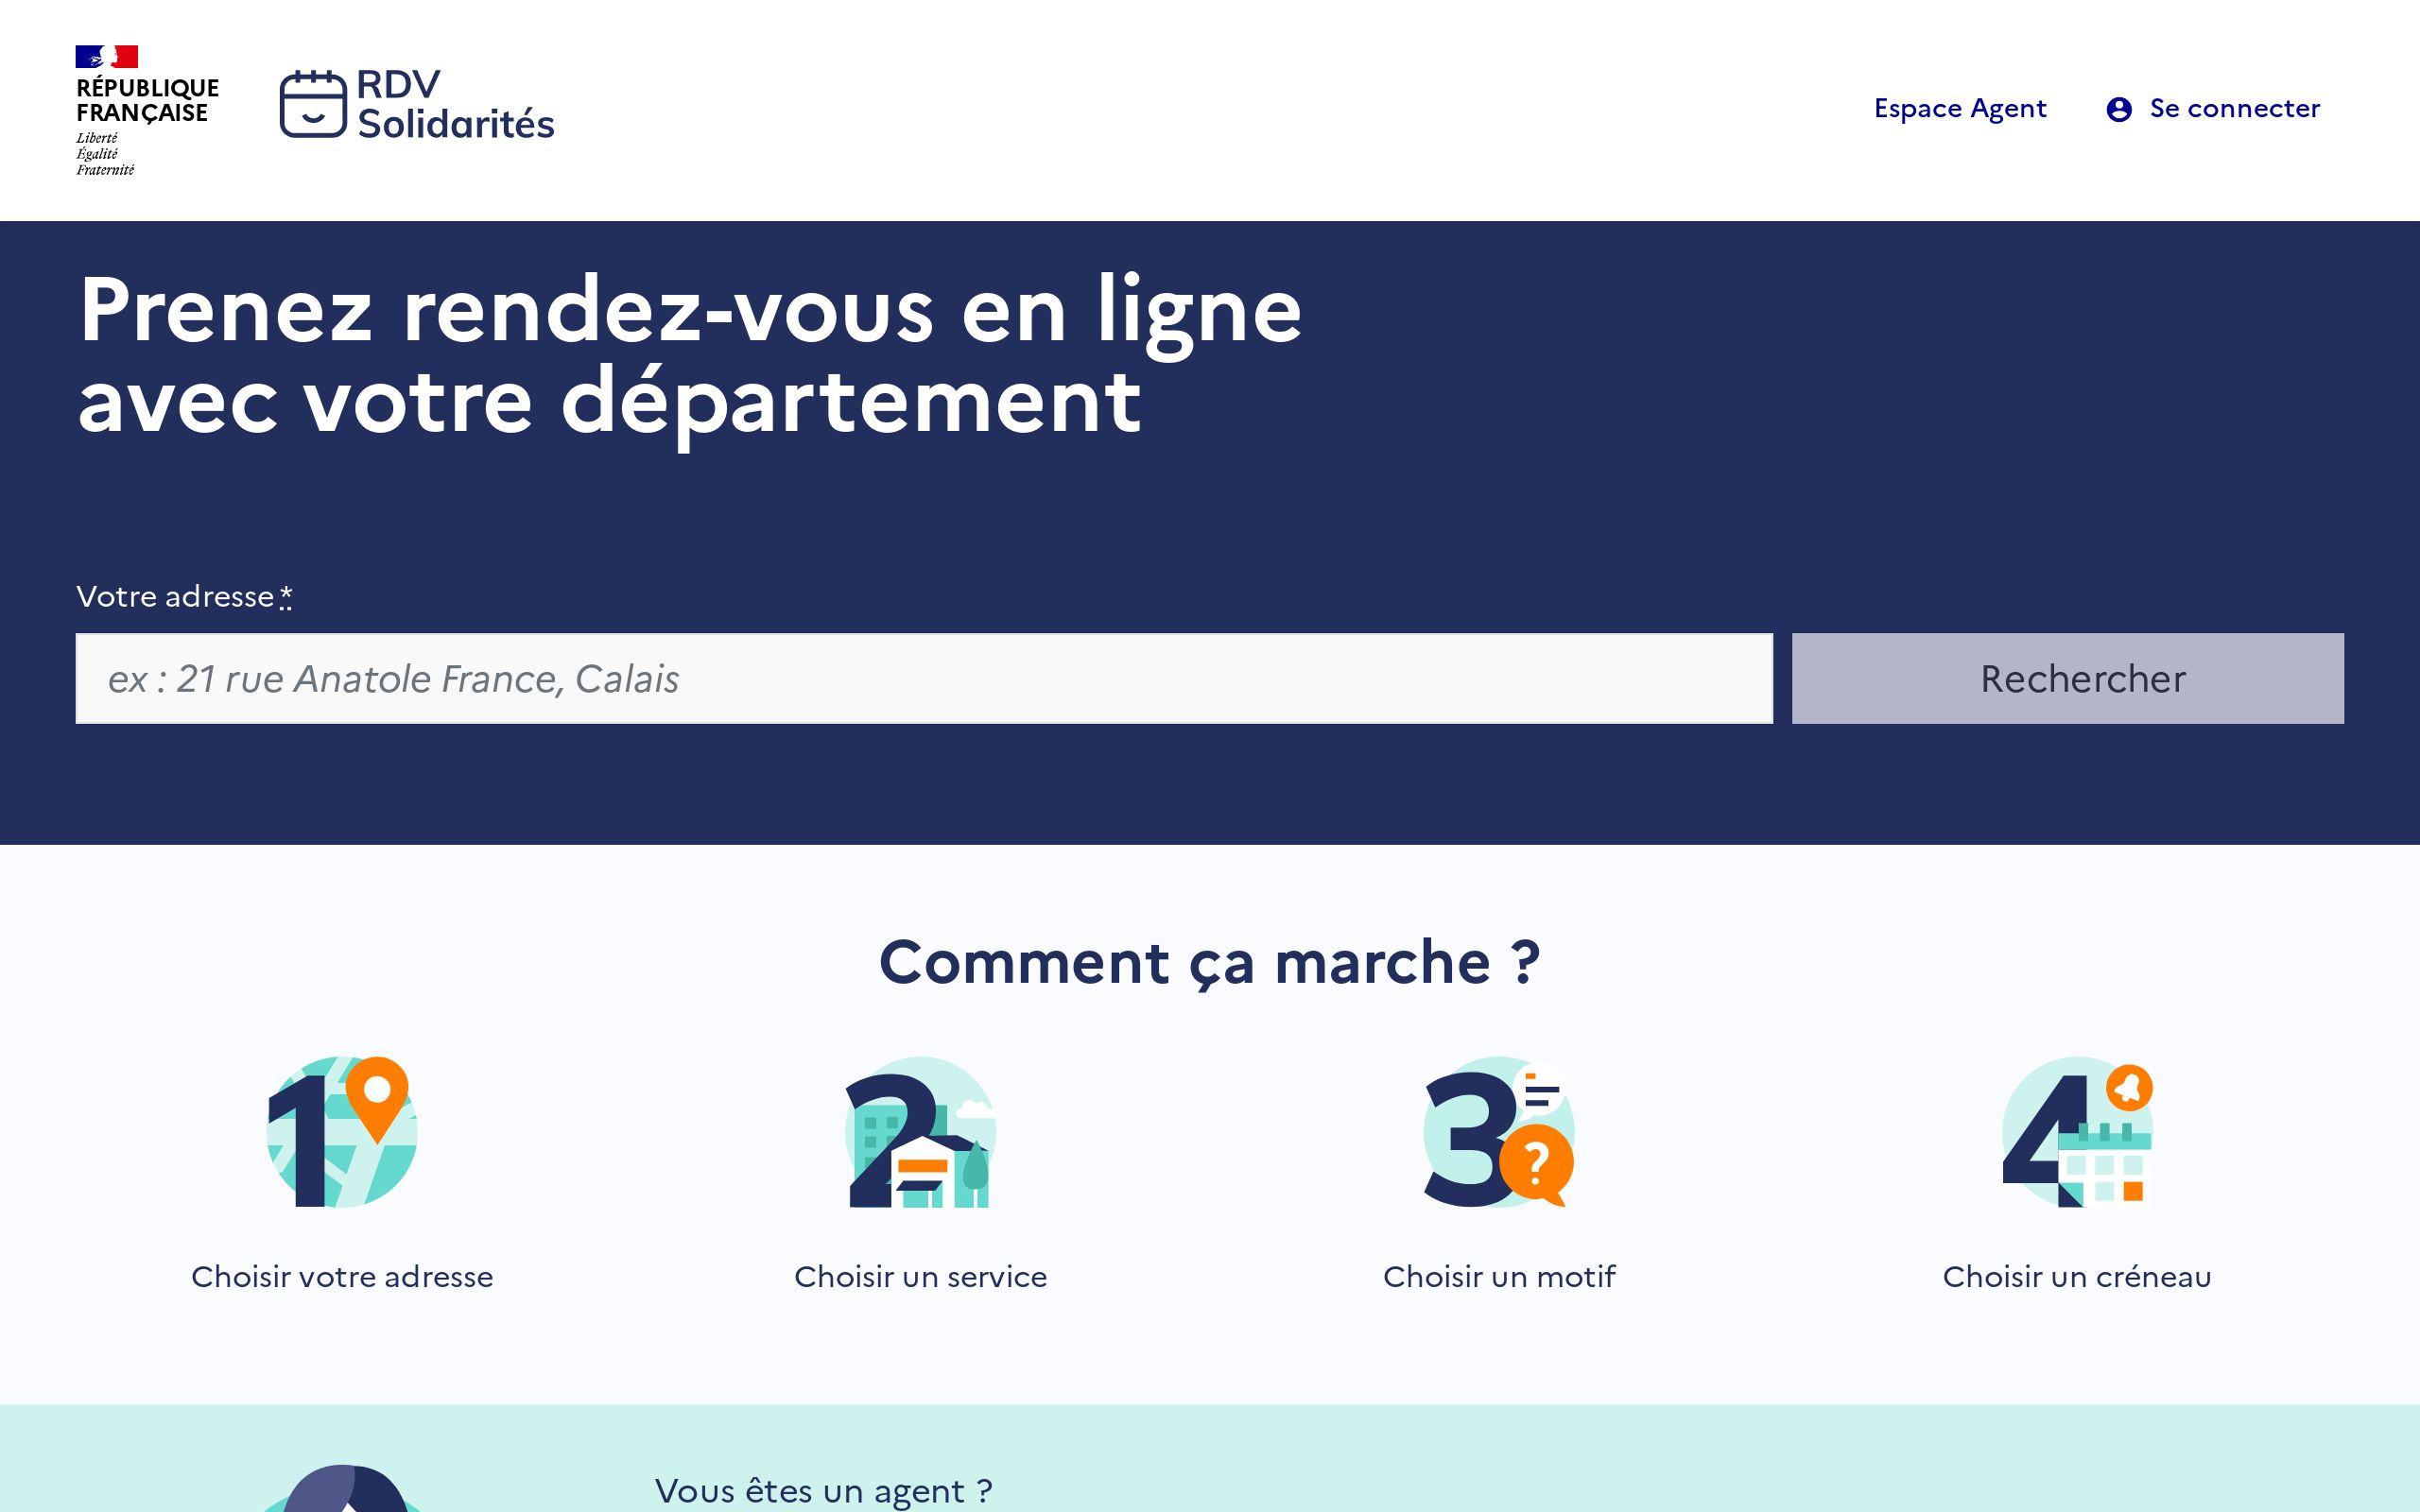 RÉPUBLIQUE
FRANÇAISE
Liberté
Égalité
Fraternité
RDV
Solidarités
Espace Agent
Se connecter
Prenez rendez-vous en ligne
avec votre département
Votre adresse *
ex : 21 rue Anatole France, Calais
Rechercher
Comment ça marche ?
1
2
3
?
4
Choisir votre adresse
Choisir un service
Choisir un motif
Choisir un créneau
Vous êtes un agent ?